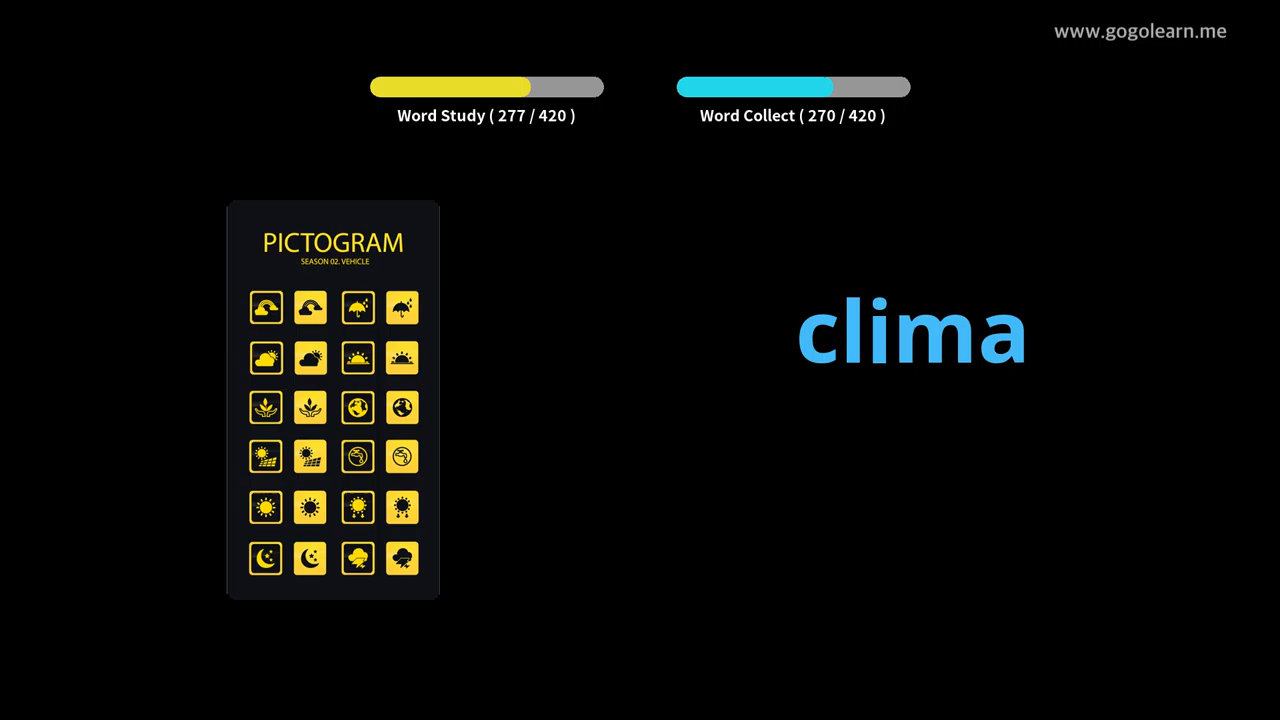 www.gogolearn.me
Word Study ( 277 / 420 )
Word Collect ( 270 / 420 )
PICTOGRAM
SEASON 02. VEHICLE
clima